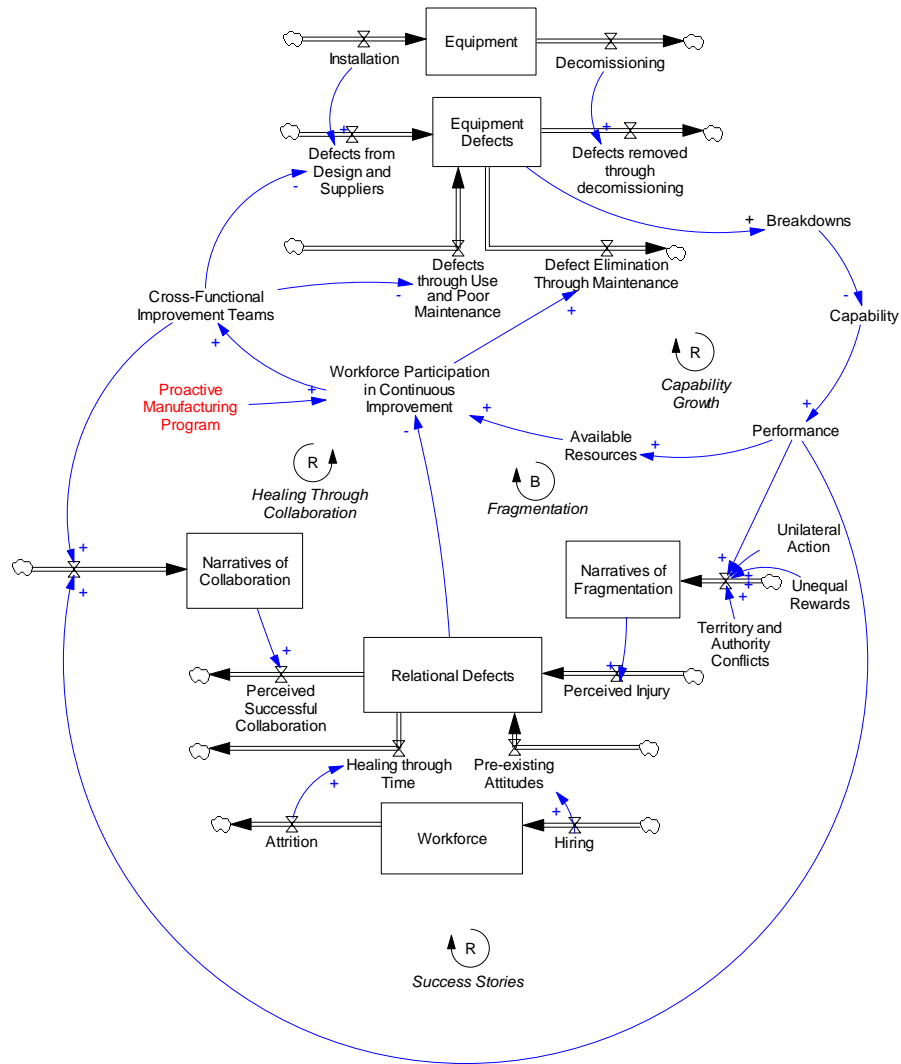 Equipment
Installation
Decomissioning
Equipment
Defects
+
+
Defects from
Design and
Suppliers
Defects removed
through
decomissioning
-
+
Breakdowns
Defects
through Use
and Poor
Maintenance
Defect Elimination
Through Maintenance
Cross-Functional
Improvement Teams
-
+
-
Capability
+
R
Capability
Growth
Workforce Participation
in Continuous
Improvement
Proactive
Manufacturing
Program
+
+
-
+
Available
Resources
+
Performance
R
Healing Through
Collaboration
B
Fragmentation
Unilateral
Action
Narratives of
Collaboration
+
+
Narratives of
Fragmentation
+
+
+
+
Unequal
Rewards
Territory and
Authority
Conflicts
+
Perceived
Successful
Collaboration
Relational Defects
+
Perceived Injury
Healing through
Time
Pre-existing
Attitudes
+
+
Attrition
Workforce
Hiring
R
Success Stories